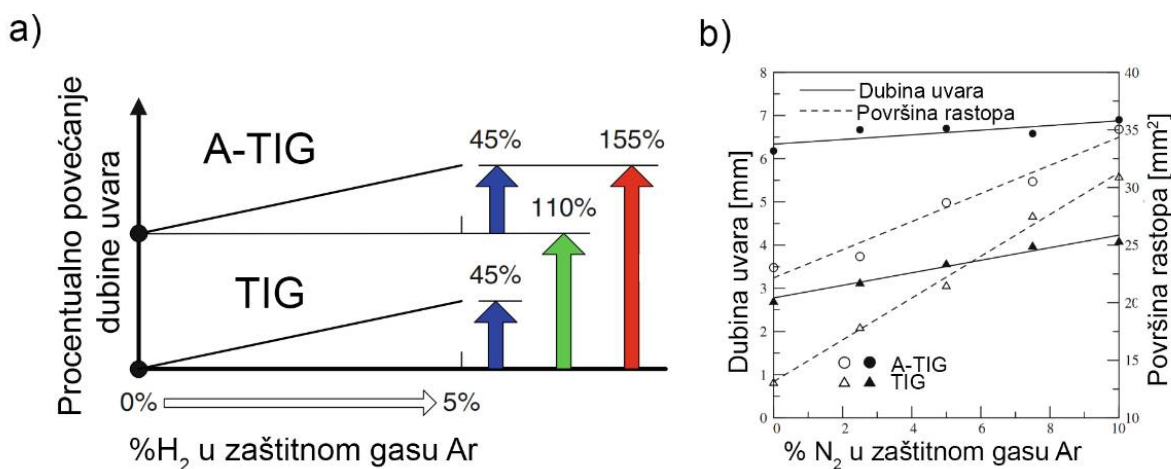 a)
Procentualno povećanje
dubine uvara
A-TIG
TIG
45%
155%
110%
45%
0%
5%
%H₂ u zaštitnom gasu Ar
b)
Dubina uvara [mm]
8
7
6
5
4
3
2
1
0
Dubina uvara
Površina rastopa
A-TIG
TIG
40
35
30
25
20
15
10
Površina rastopa [mm²]
0
2
4
6
8
10
% N₂ u zaštitnom gasu Ar